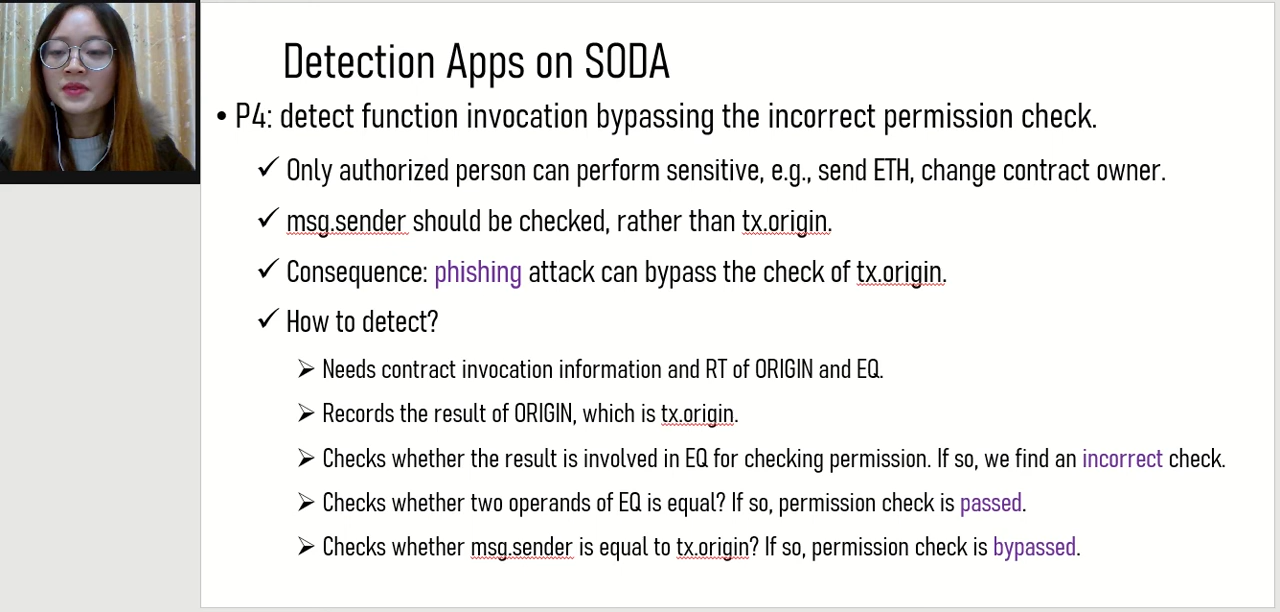 Detection Apps on SODA
• P4: detect function invocation bypassing the incorrect permission check.
✓ Only authorized person can perform sensitive, e.g., send ETH, change contract owner.
✓ msg.sender should be checked, rather than tx.origin.
✓ Consequence: phishing attack can bypass the check of tx.origin.
✓ How to detect?
➢ Needs contract invocation information and RT of ORIGIN and EQ.
➢ Records the result of ORIGIN, which is tx.origin.
➢ Checks whether the result is involved in EQ for checking permission. If so, we find an incorrect check.
➢ Checks whether two operands of EQ is equal? If so, permission check is passed.
➢ Checks whether msg.sender is equal to tx.origin? If so, permission check is bypassed.